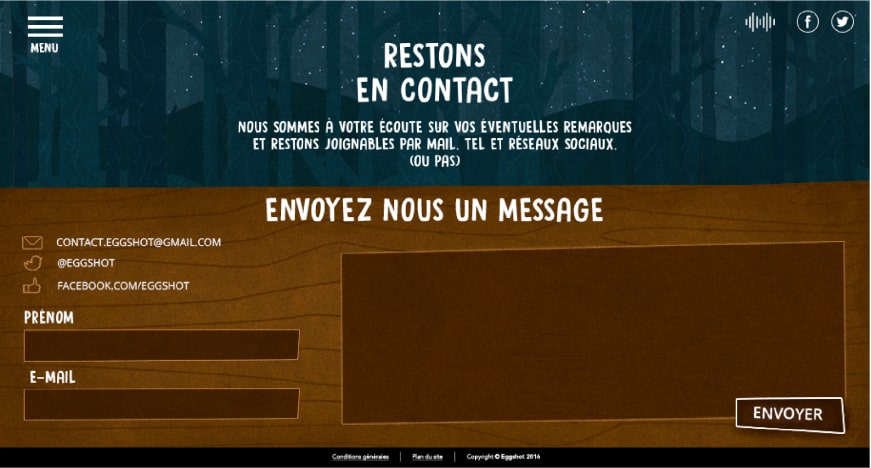 MENU
RESTONS
EN CONTACT
NOUS SOMMES À VOTRE ÉCOUTE SUR VOS ÉVENTUELLES REMARQUES
ET RESTONS JOIGNABLES PAR MAIL, TEL ET RÉSEAUX SOCIAUX.
(OU PAS)
ENVOYEZ NOUS UN MESSAGE
CONTACT.EGGSHOT@GMAIL.COM
@EGGSHOT
FACEBOOK.COM/EGGSHOT
PRÉNOM
E-MAIL
ENVOYER
Conditions générales | Plan du site | Copyright © Eggshot 2016